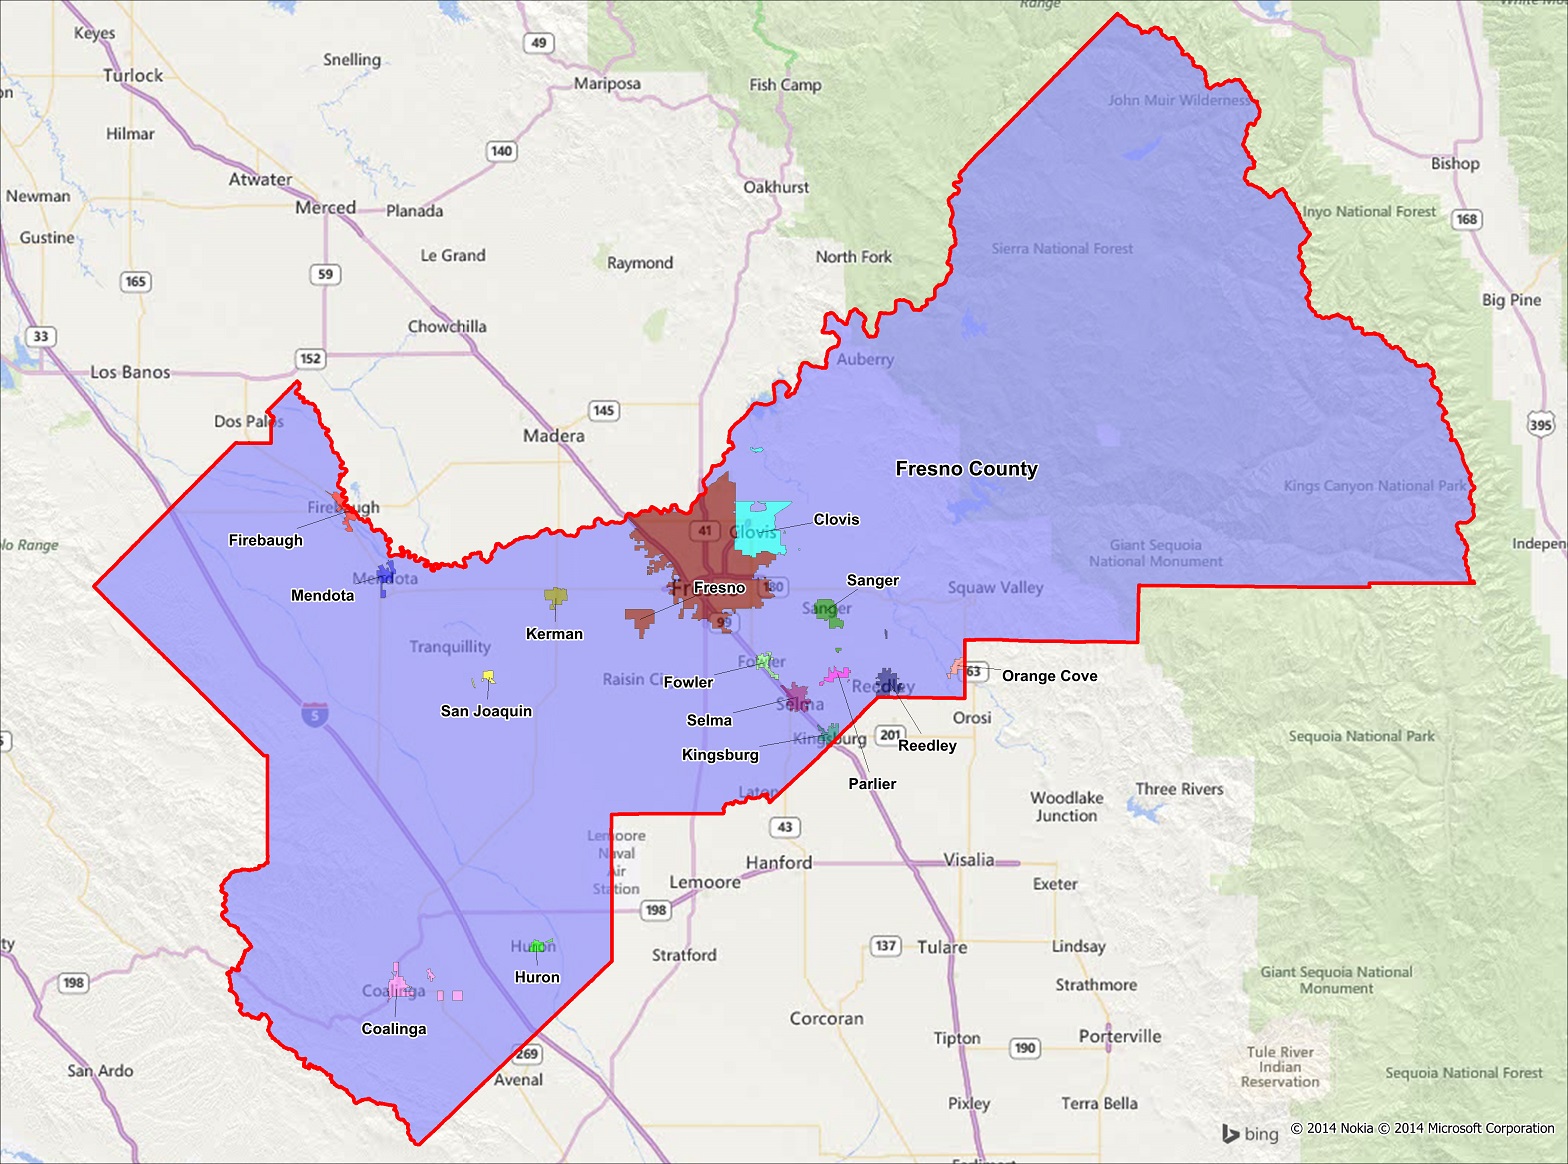 Range
White Mo
Keyes
49
Snelling
Turlock
Mariposa
Fish Camp
on
John Muir Wilderness
Hilmar
140
Bishop
Atwater
Oakhurst
Newman
Merced
Planada
Inyo National Forest
168
Gustine
Sierra National Forest
Le Grand
Raymond
North Fork
59
165
Big Pine
Chowchilla
33
152
Auberry
Los Banos
145
Dos Palos
395
Madera
Fresno County
Kings Canyon National Park
Firebaugh
Clovis
41
Clovis
Firebaugh
olo Range
Giant Sequoia
National Monument
Indepen
Mendota
Sanger
Fresno
180
Squaw Valley
Mendota
Sanger
99
Kerman
Tranquillity
Fowler
63
Orange Cove
Raisin Ci
Fowler
Reedley
San Joaquin
Selma
Selma
Orosi
5
201
Reedley
Sequoia National Park
Kingsburg
Kingsburg
Parlier
Laton
Three Rivers
Woodlake
Junction
43
Lemoore
Naval
Air
Station
Hanford
Visalia
Lemoore
Exeter
198
ty
Huron
137
Tulare
Lindsay
Stratford
Huron
198
Coalinga
Strathmore
Giant Sequoia National
Monument
Coalinga
Corcoran
Tipton
Porterville
190
269
San Ardo
Avenal
Tule River
Indian
Reservation
Sequoia National Forest
Pixley
Terra Bella
bing
© 2014 Nokia © 2014 Microsoft Corporation